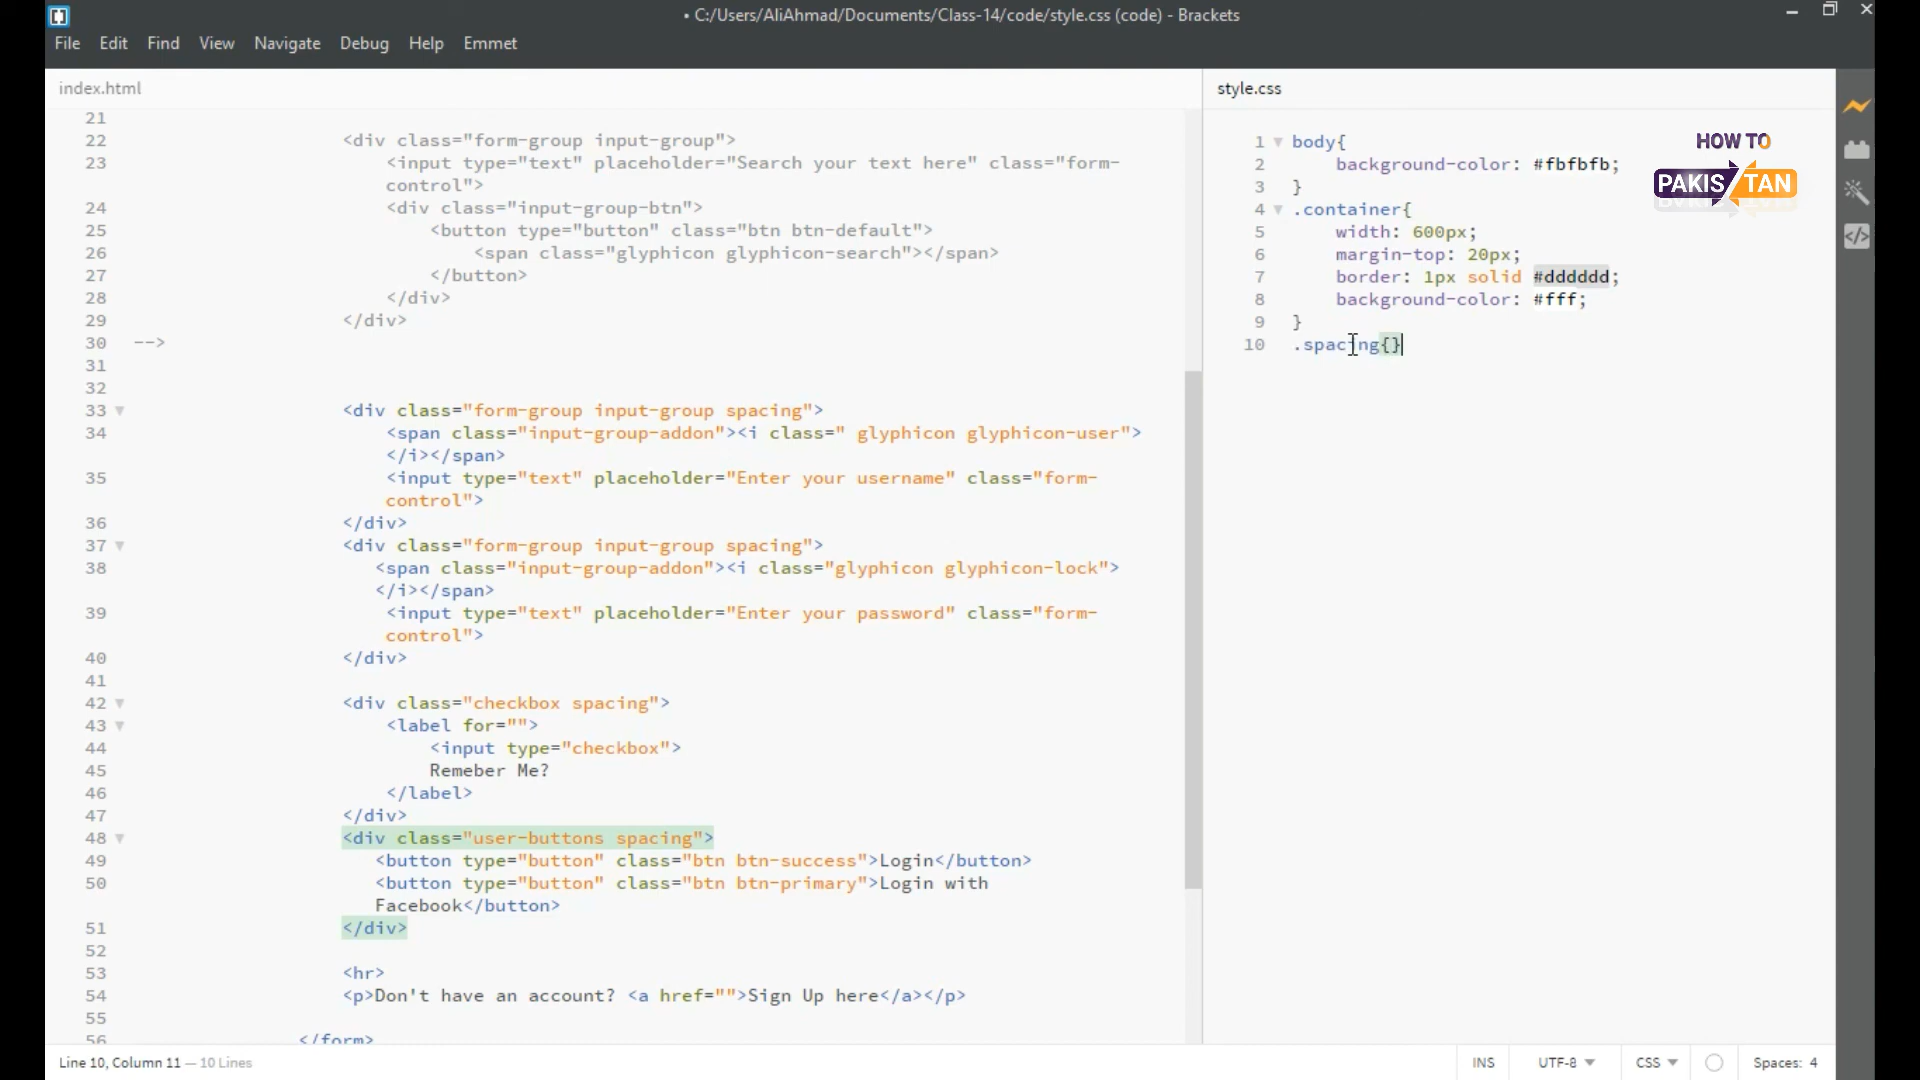 • C:/Users/AliAhmad/Documents/Class-14/code/style.css (code) - Brackets
File Edit Find View Navigate Debug Help Emmet
index.html
21
22 <div class="form-group input-group">
23 <input type="text" placeholder="Search your text here" class="form-
control">
24 <div class="input-group-btn">
25 <button type="button" class="btn btn-default">
26 <span class="glyphicon glyphicon-search"></span>
27 </button>
28 </div>
29 </div>
30 -->
31
32
33 <div class="form-group input-group spacing">
34 <span class="input-group-addon"><i class=" glyphicon glyphicon-user">
</i></span>
35 <input type="text" placeholder="Enter your username" class="form-
control">
36 </div>
37 <div class="form-group input-group spacing">
38 <span class="input-group-addon"><i class="glyphicon glyphicon-lock">
</i></span>
39 <input type="text" placeholder="Enter your password" class="form-
control">
40 </div>
41
42 <div class="checkbox spacing">
43 <label for="">
44 <input type="checkbox">
45 Remeber Me?
46 </label>
47 </div>
48 <div class="user-buttons spacing">
49 <button type="button" class="btn btn-success">Login</button>
50 <button type="button" class="btn btn-primary">Login with
Facebook</button>
51 </div>
52
53 <hr>
54 <p>Don't have an account? <a href="">Sign Up here</a></p>
55
56 </form>
style.css
1 body{
2 background-color: #fbfbfb;
3 }
4 .container{
5 width: 600px;
6 margin-top: 20px;
7 border: 1px solid #dddddd;
8 background-color: #fff;
9 }
10 .spacing{}
HOW TO
PAKISTAN
Line 10, Column 11 — 10 Lines
INS UTF-8 CSS Spaces: 4